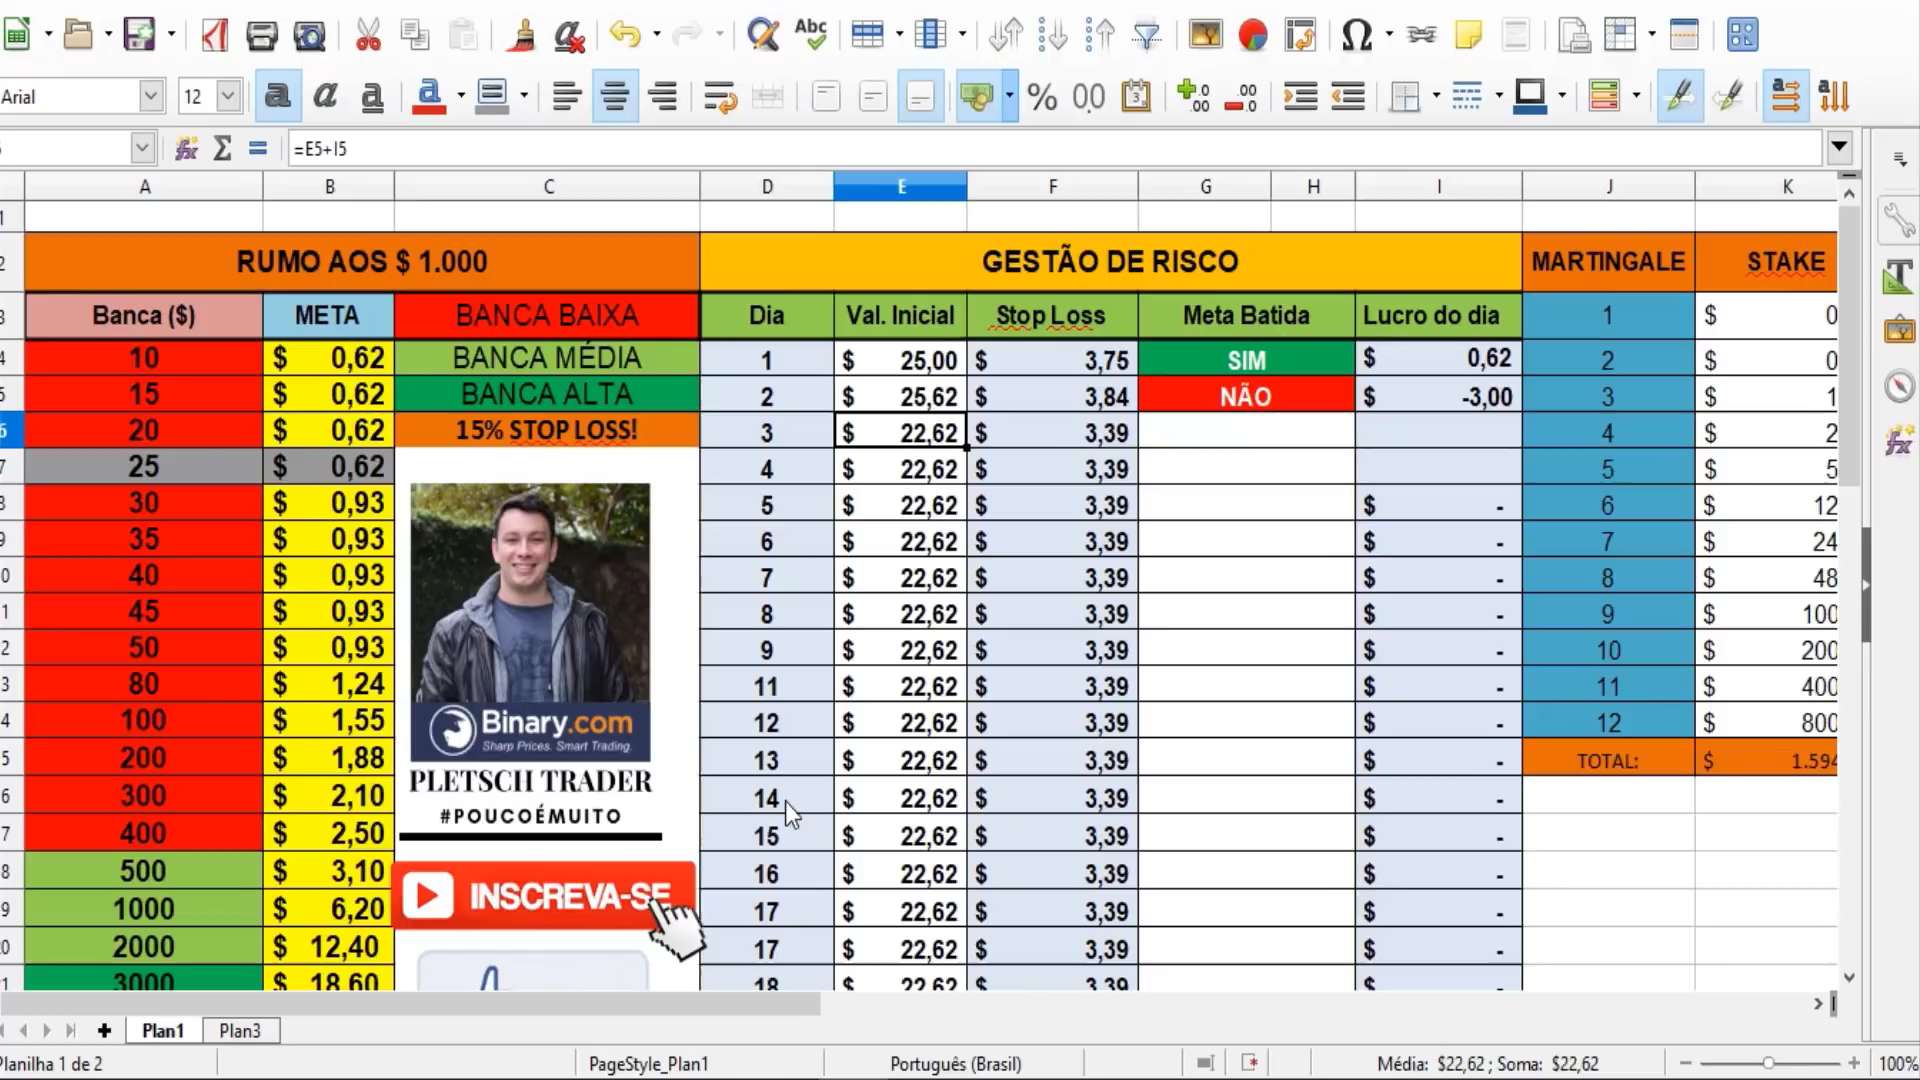 Abc
Arial 12
=E5+I5
A B C D E F G H I J K
RUMO AOS $ 1.000 GESTÃO DE RISCO MARTINGALE STAKE
Banca ($) META BANCA BAIXA Dia Val. Inicial Stop Loss Meta Batida Lucro do dia 1 $ 0
10 $ 0,62 BANCA MÉDIA 1 $ 25,00 $ 3,75 SIM $ 0,62 2 $ 0
15 $ 0,62 BANCA ALTA 2 $ 25,62 $ 3,84 NÃO $ -3,00 3 $ 1
20 $ 0,62 15% STOP LOSS! 3 $ 22,62 $ 3,39 4 $ 2
25 $ 0,62 4 $ 22,62 $ 3,39 5 $ 5
30 $ 0,93 5 $ 22,62 $ 3,39 $ - 6 $ 12
35 $ 0,93 6 $ 22,62 $ 3,39 $ - 7 $ 24
40 $ 0,93 7 $ 22,62 $ 3,39 $ - 8 $ 48
45 $ 0,93 8 $ 22,62 $ 3,39 $ - 9 $ 100
50 $ 0,93 9 $ 22,62 $ 3,39 $ - 10 $ 200
80 $ 1,24 11 $ 22,62 $ 3,39 $ - 11 $ 400
100 $ 1,55 Binary.com 12 $ 22,62 $ 3,39 $ - 12 $ 800
Sharp Prices. Smart Trading.
200 $ 1,88 PLETSCH TRADER 13 $ 22,62 $ 3,39 $ - TOTAL: $ 1.594
300 $ 2,10 #POUCOÉMUITO 14 $ 22,62 $ 3,39 $ -
400 $ 2,50 15 $ 22,62 $ 3,39 $ -
500 $ 3,10 INSCREVA-SE 16 $ 22,62 $ 3,39 $ -
1000 $ 6,20 17 $ 22,62 $ 3,39 $ -
2000 $ 12,40 17 $ 22,62 $ 3,39 $ -
3000 $ 18,60 18 $ 22,62 $ 3,39 $ -
Plan1 Plan3
Planilha 1 de 2 PageStyle_Plan1 Português (Brasil) Média: $22,62 ; Soma: $22,62 100%